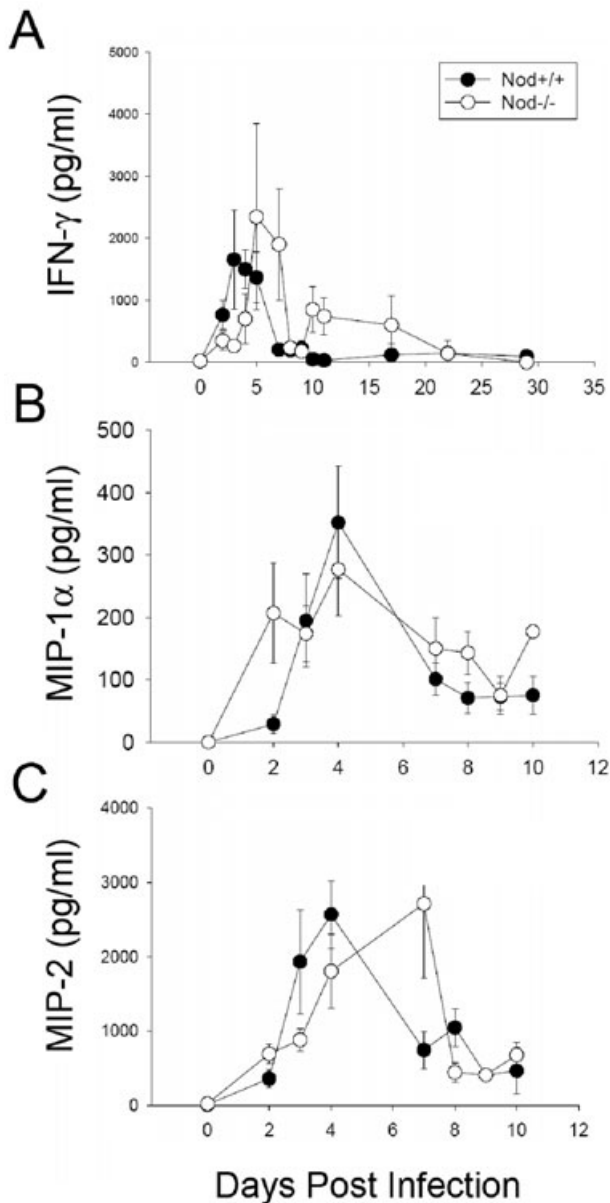 A
IFN-γ (pg/ml)
5000
4000
3000
2000
1000
0
Nod+/+
Nod-/-
0 5 10 15 20 25 30 35
B
MIP-1α (pg/ml)
500
400
300
200
100
0
0 2 4 6 8 10 12
C
MIP-2 (pg/ml)
4000
3000
2000
1000
0
0 2 4 6 8 10 12
Days Post Infection